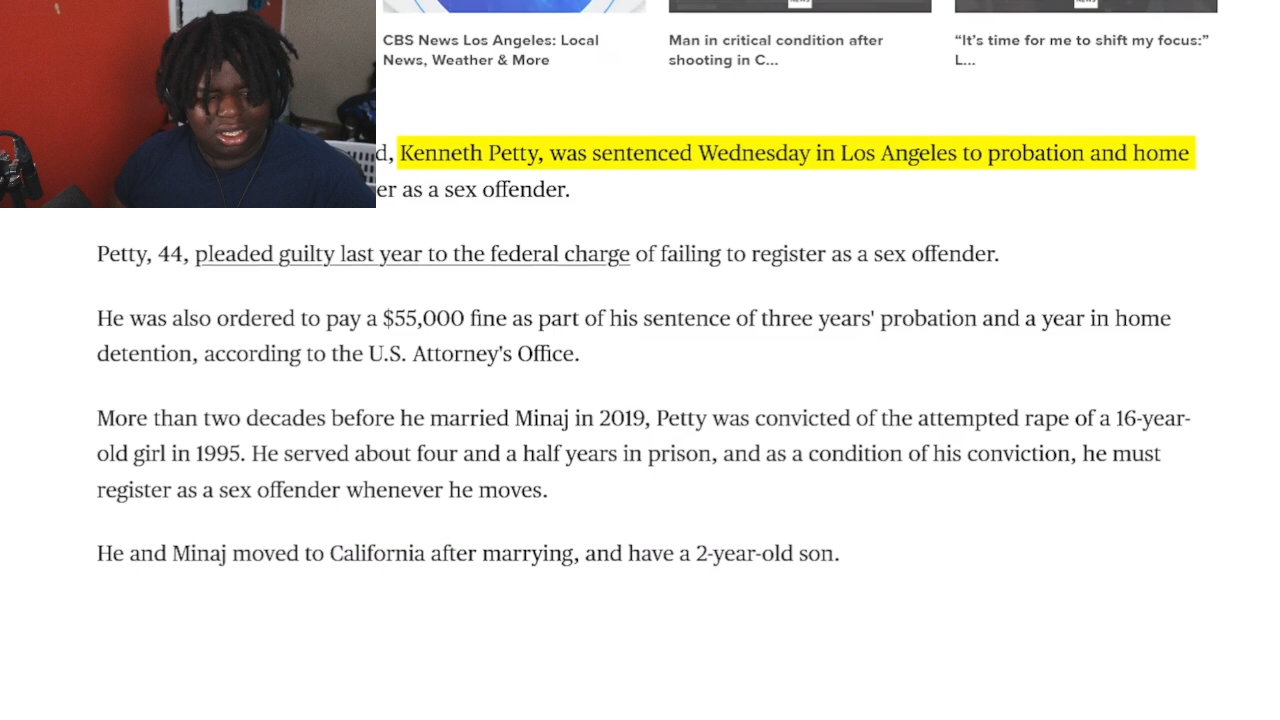 CBS News Los Angeles: Local
News, Weather & More
Man in critical condition after
shooting in C...
“It’s time for me to shift my focus:”
L...
d, Kenneth Petty, was sentenced Wednesday in Los Angeles to probation and home
er as a sex offender.
Petty, 44, pleaded guilty last year to the federal charge of failing to register as a sex offender.
He was also ordered to pay a $55,000 fine as part of his sentence of three years' probation and a year in home
detention, according to the U.S. Attorney’s Office.
More than two decades before he married Minaj in 2019, Petty was convicted of the attempted rape of a 16-year-
old girl in 1995. He served about four and a half years in prison, and as a condition of his conviction, he must
register as a sex offender whenever he moves.
He and Minaj moved to California after marrying, and have a 2-year-old son.